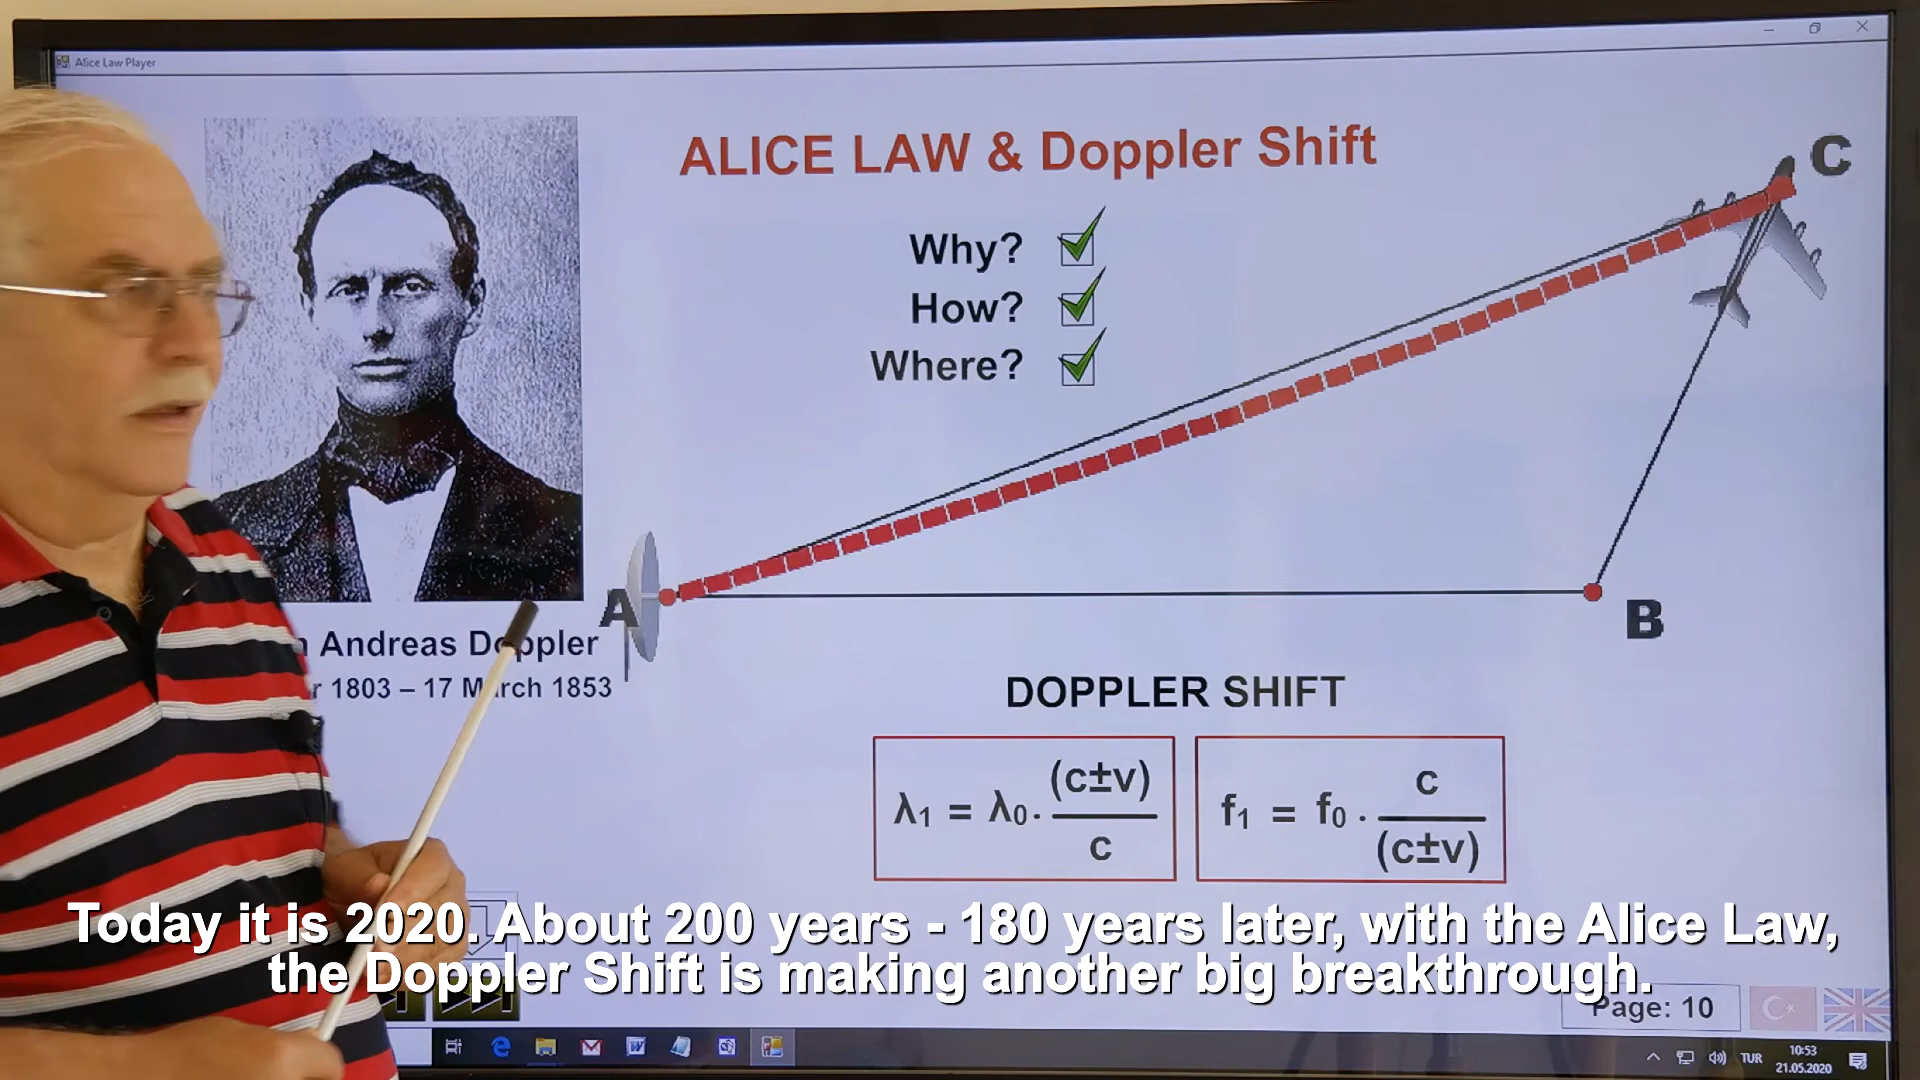 Alice Law Player
ALICE LAW & Doppler Shift
C
Why?
How?
Where?
A
B
Andreas Doppler
1803 – 17 March 1853
DOPPLER SHIFT
λ1 = λ0. (c±v) / c
f1 = f0 . c / (c±v)
Today it is 2020. About 200 years - 180 years later, with the Alice Law,
the Doppler Shift is making another big breakthrough.
Page: 10
TUR
10:53
21.05.2020